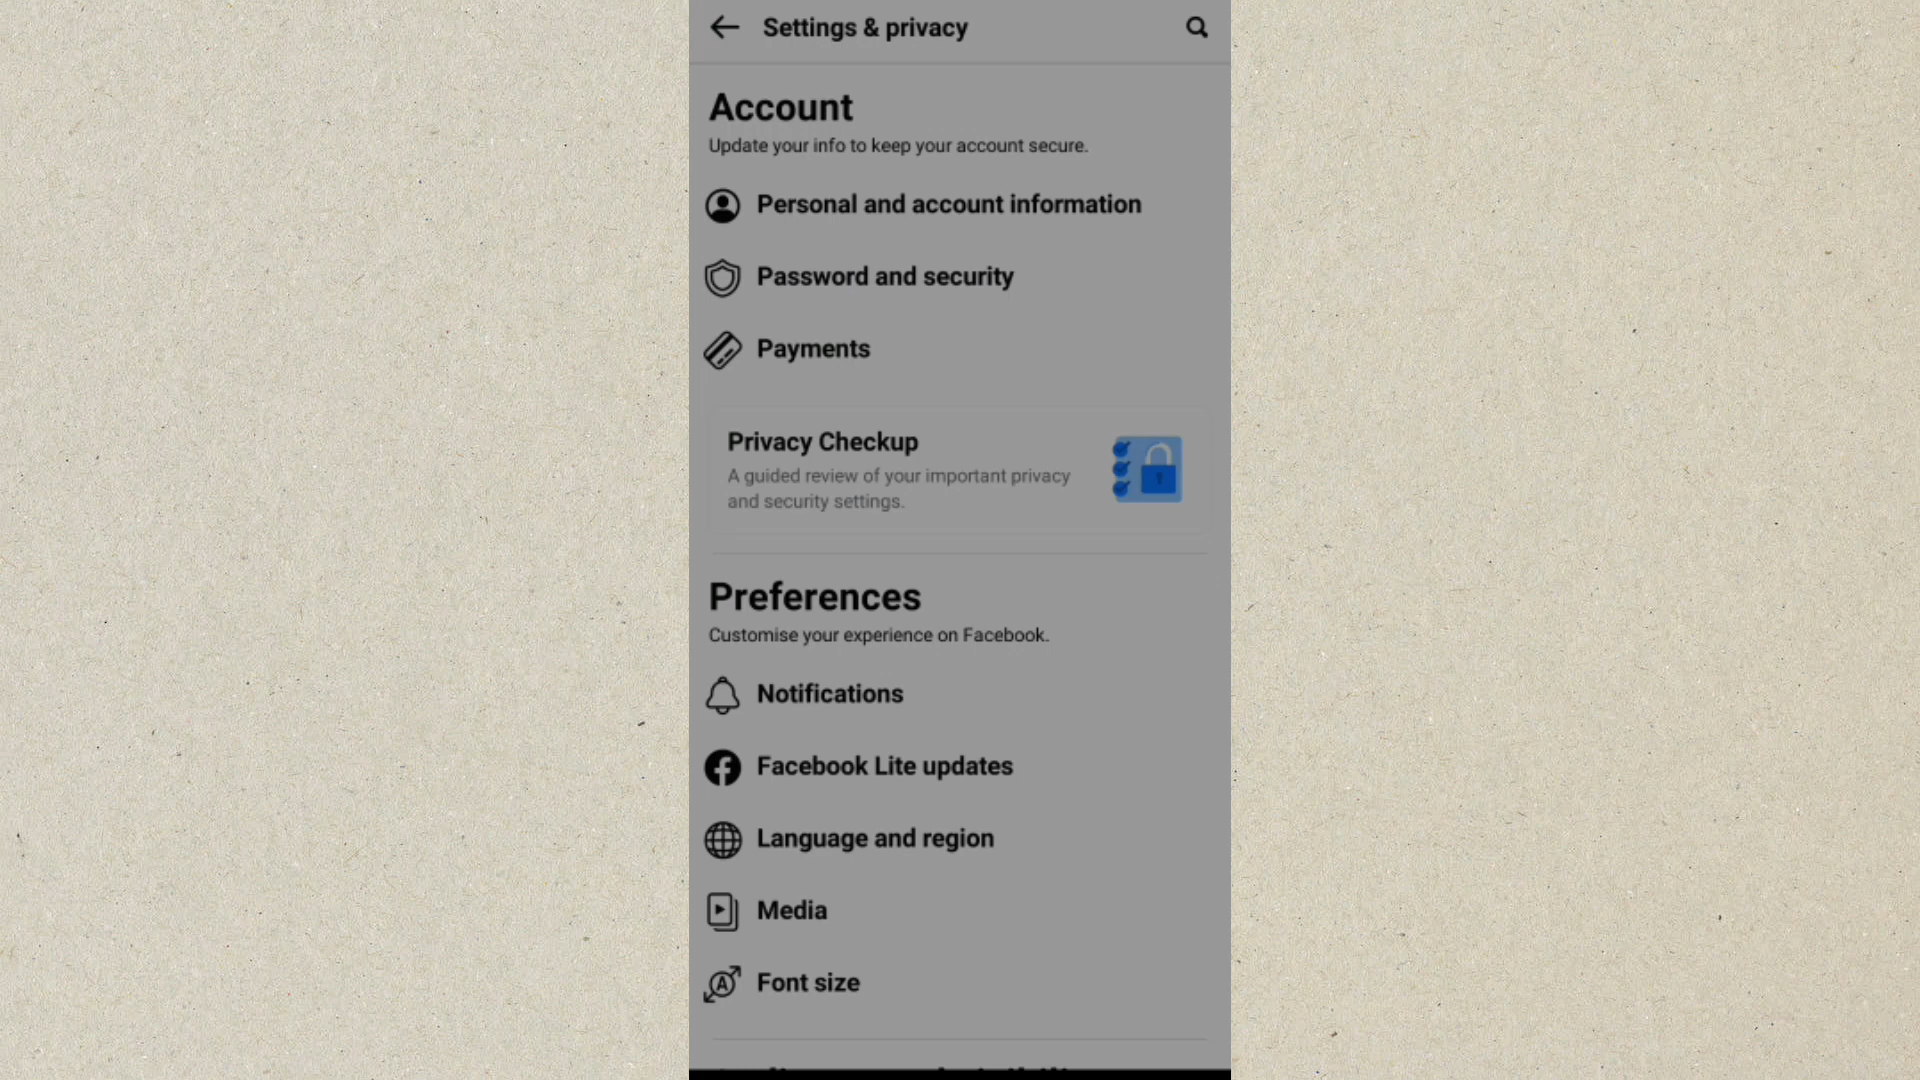 Settings & privacy
Account
Update your info to keep your account secure.
Personal and account information
Password and security
Payments
Privacy Checkup
A guided review of your important privacy
and security settings.
Preferences
Customise your experience on Facebook.
Notifications
Facebook Lite updates
Language and region
Media
Font size